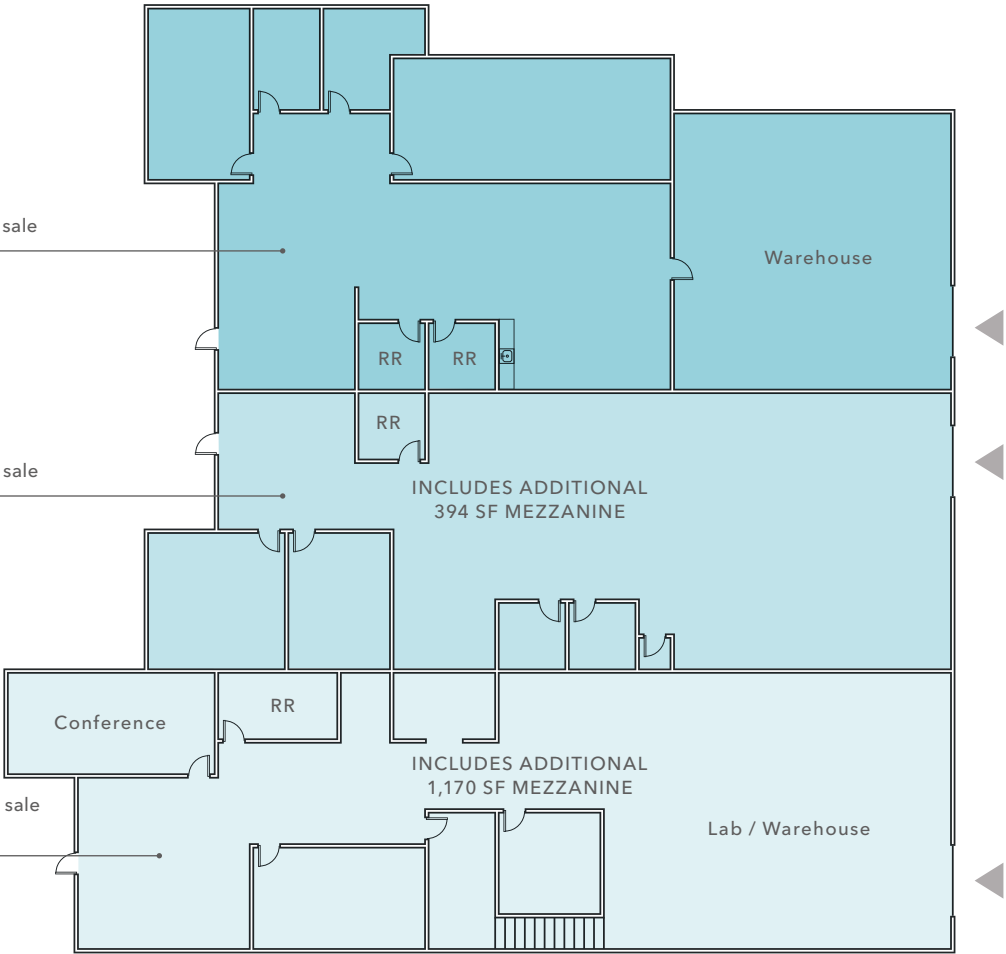 sale
Warehouse
RR
RR
RR
sale
INCLUDES ADDITIONAL
394 SF MEZZANINE
Conference
RR
INCLUDES ADDITIONAL
1,170 SF MEZZANINE
sale
Lab / Warehouse